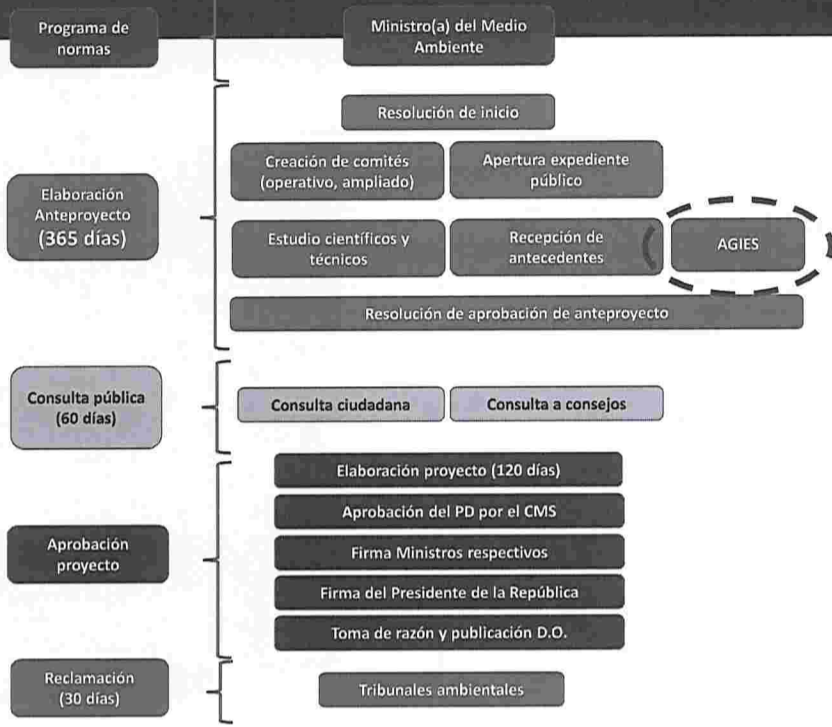 Programa de
normas
Ministro(a) del Medio
Ambiente
Elaboración
Anteproyecto
(365 días)
Resolución de inicio
Creación de comités
(operativo, ampliado)
Apertura expediente
público
Estudio científicos y
técnicos
Recepción de
antecedentes
AGIES
Resolución de aprobación de anteproyecto
Consulta pública
(60 días)
Consulta ciudadana
Consulta a consejos
Aprobación
proyecto
Elaboración proyecto (120 días)
Aprobación del PD por el CMS
Firma Ministros respectivos
Firma del Presidente de la República
Toma de razón y publicación D.O.
Reclamación
(30 días)
Tribunales ambientales